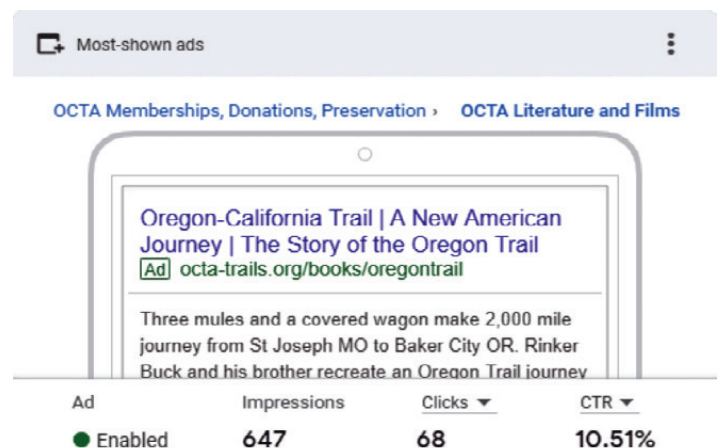 Most-shown ads
OCTA Memberships, Donations, Preservation › OCTA Literature and Films
Oregon-California Trail | A New American
Journey | The Story of the Oregon Trail
Ad octa-trails.org/books/oregontrail
Three mules and a covered wagon make 2,000 mile
journey from St Joseph MO to Baker City OR. Rinker
Buck and his brother recreate an Oregon Trail journey
Ad Impressions Clicks CTR
Enabled 647 68 10.51%